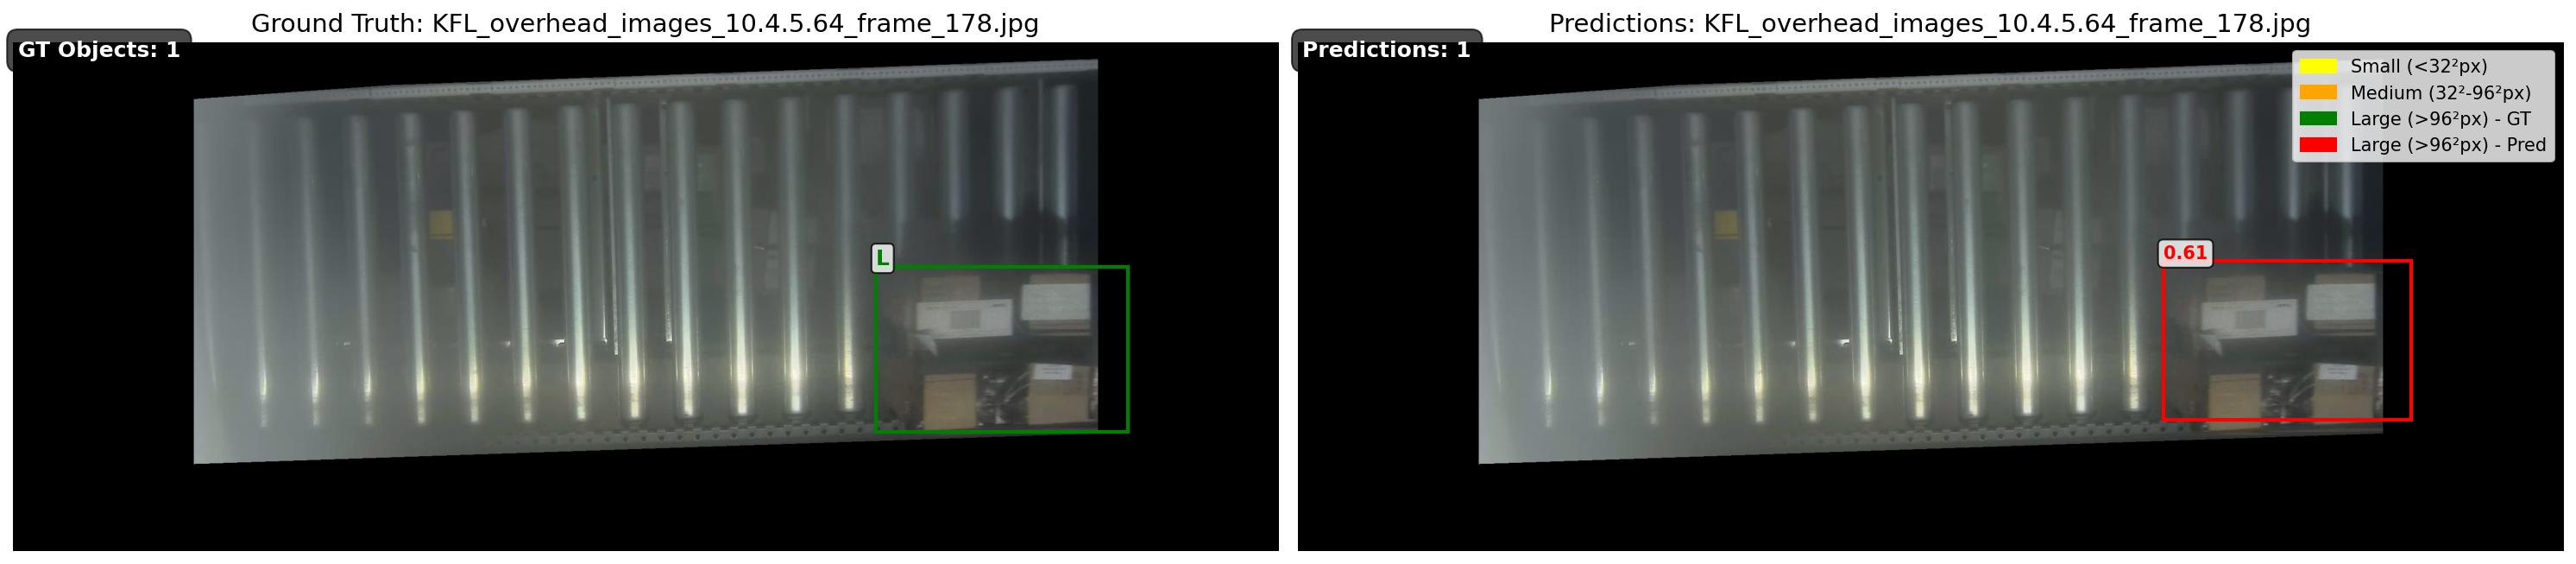 Ground Truth: KFL_overhead_images_10.4.5.64_frame_178.jpg
GT Objects: 1
L
Predictions: KFL_overhead_images_10.4.5.64_frame_178.jpg
Predictions: 1
Small (<32²px)
Medium (32²-96²px)
Large (>96²px) - GT
Large (>96²px) - Pred
0.61